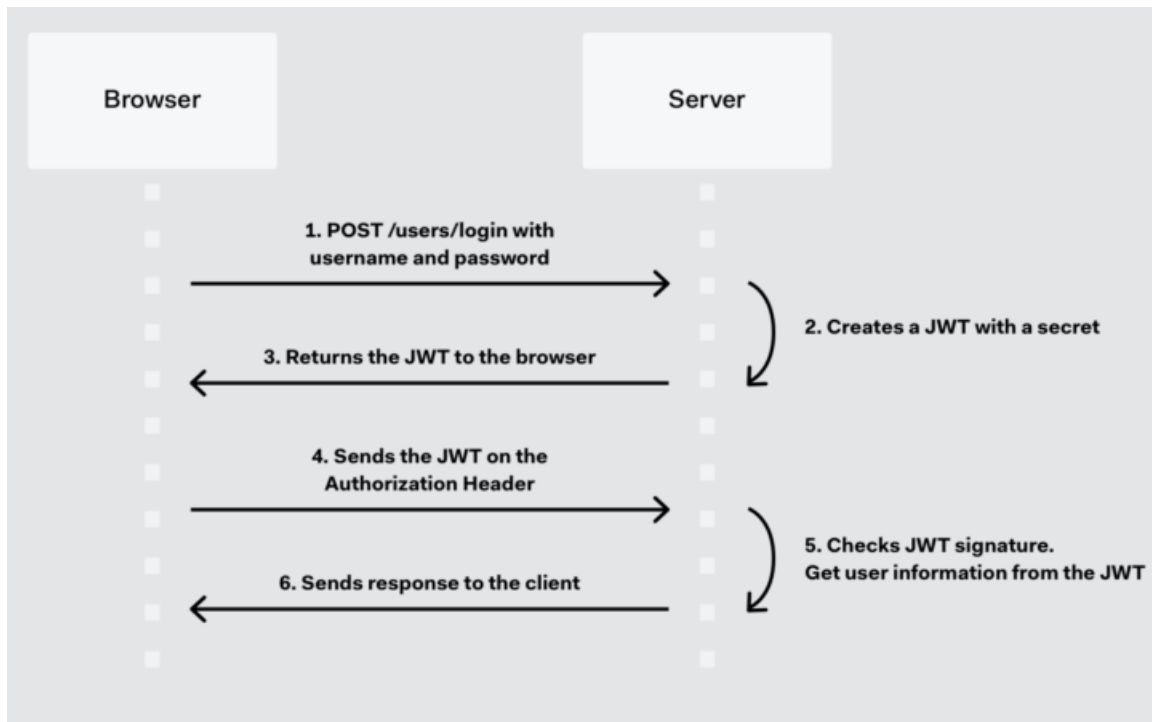 Browser
Server
1. POST /users/login with
username and password
2. Creates a JWT with a secret
3. Returns the JWT to the browser
4. Sends the JWT on the
Authorization Header
5. Checks JWT signature.
Get user information from the JWT
6. Sends response to the client